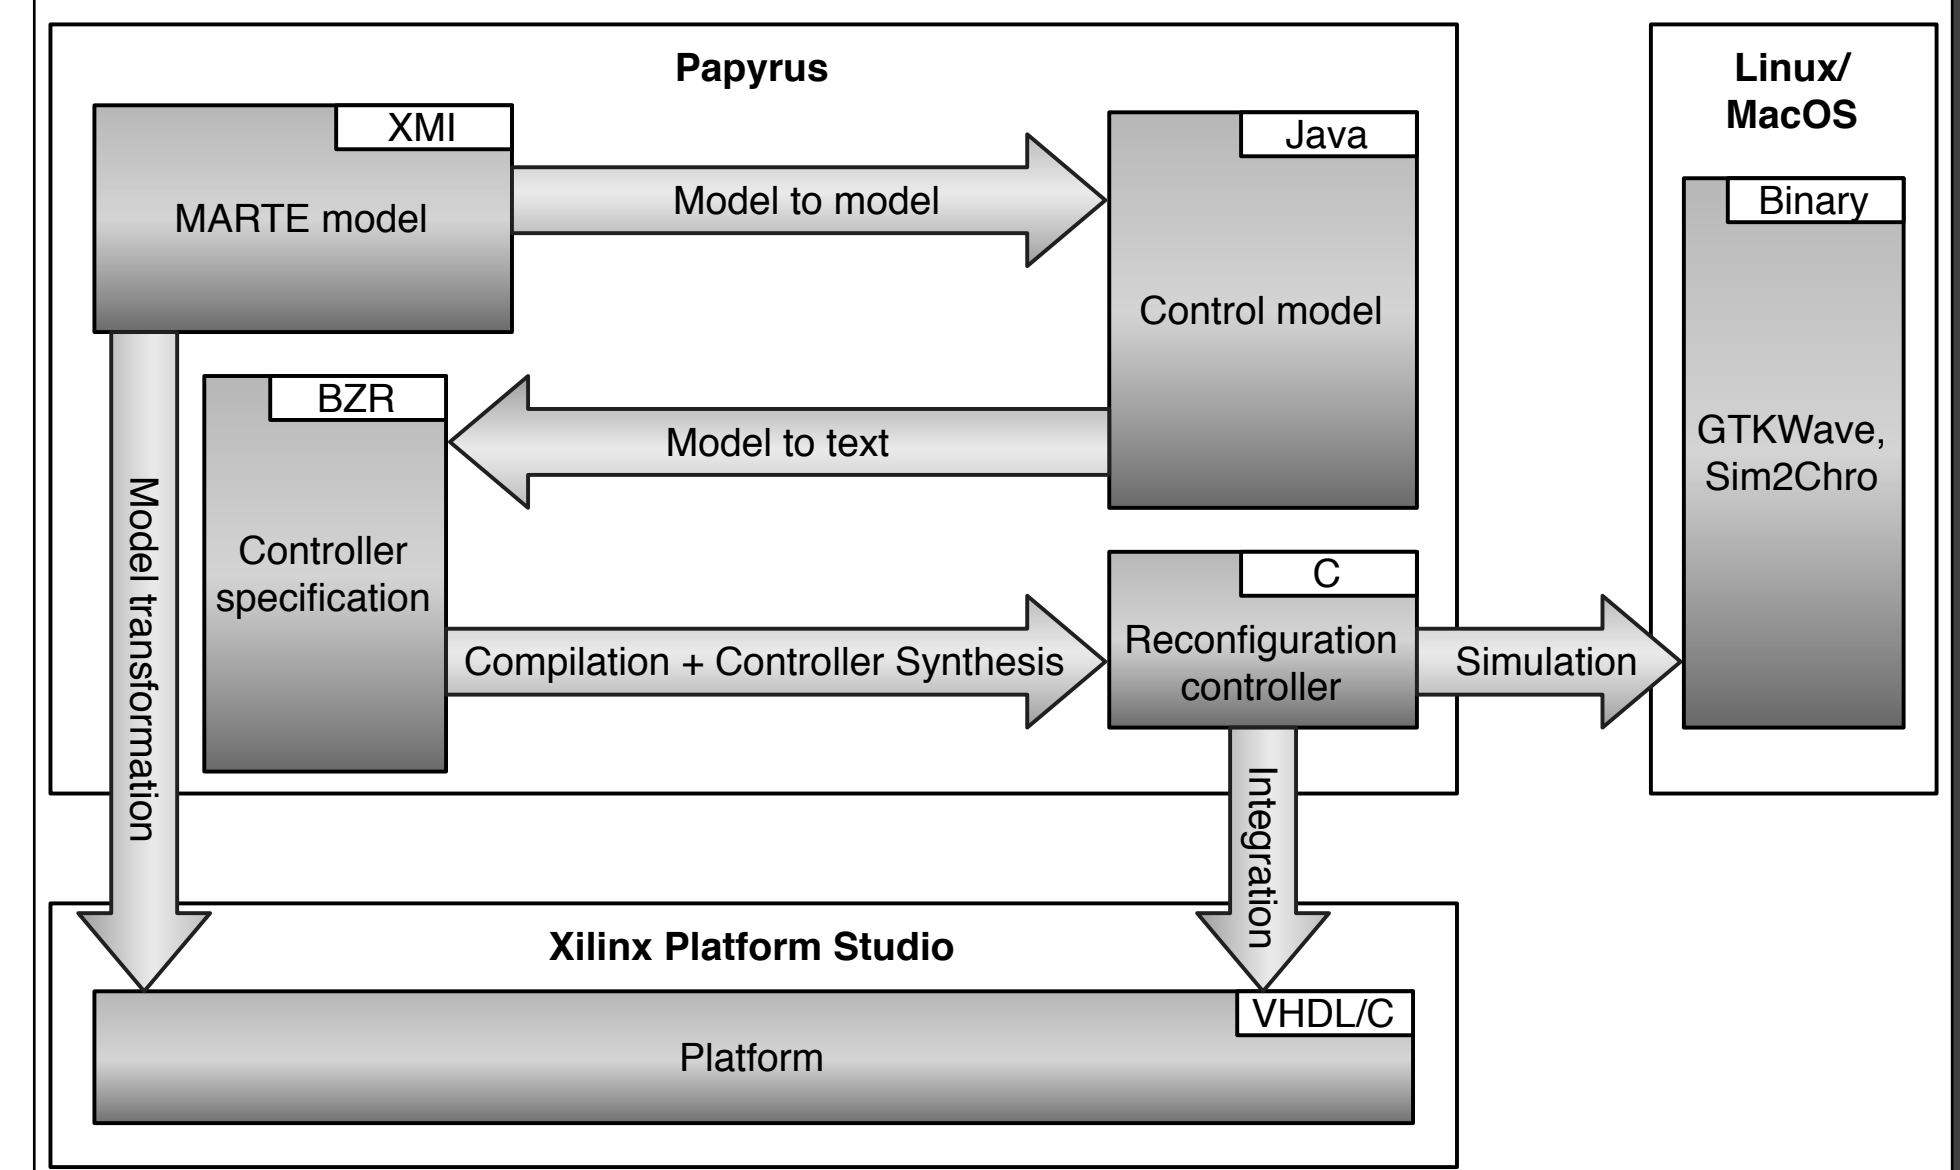 Papyrus
Linux/
MacOS
XMI
MARTE model
Model to model
Java
Control model
Binary
GTKWave,
Sim2Chro
BZR
Controller
specification
Model to text
Model transformation
Compilation + Controller Synthesis
C
Reconfiguration
controller
Simulation
Integration
Xilinx Platform Studio
VHDL/C
Platform